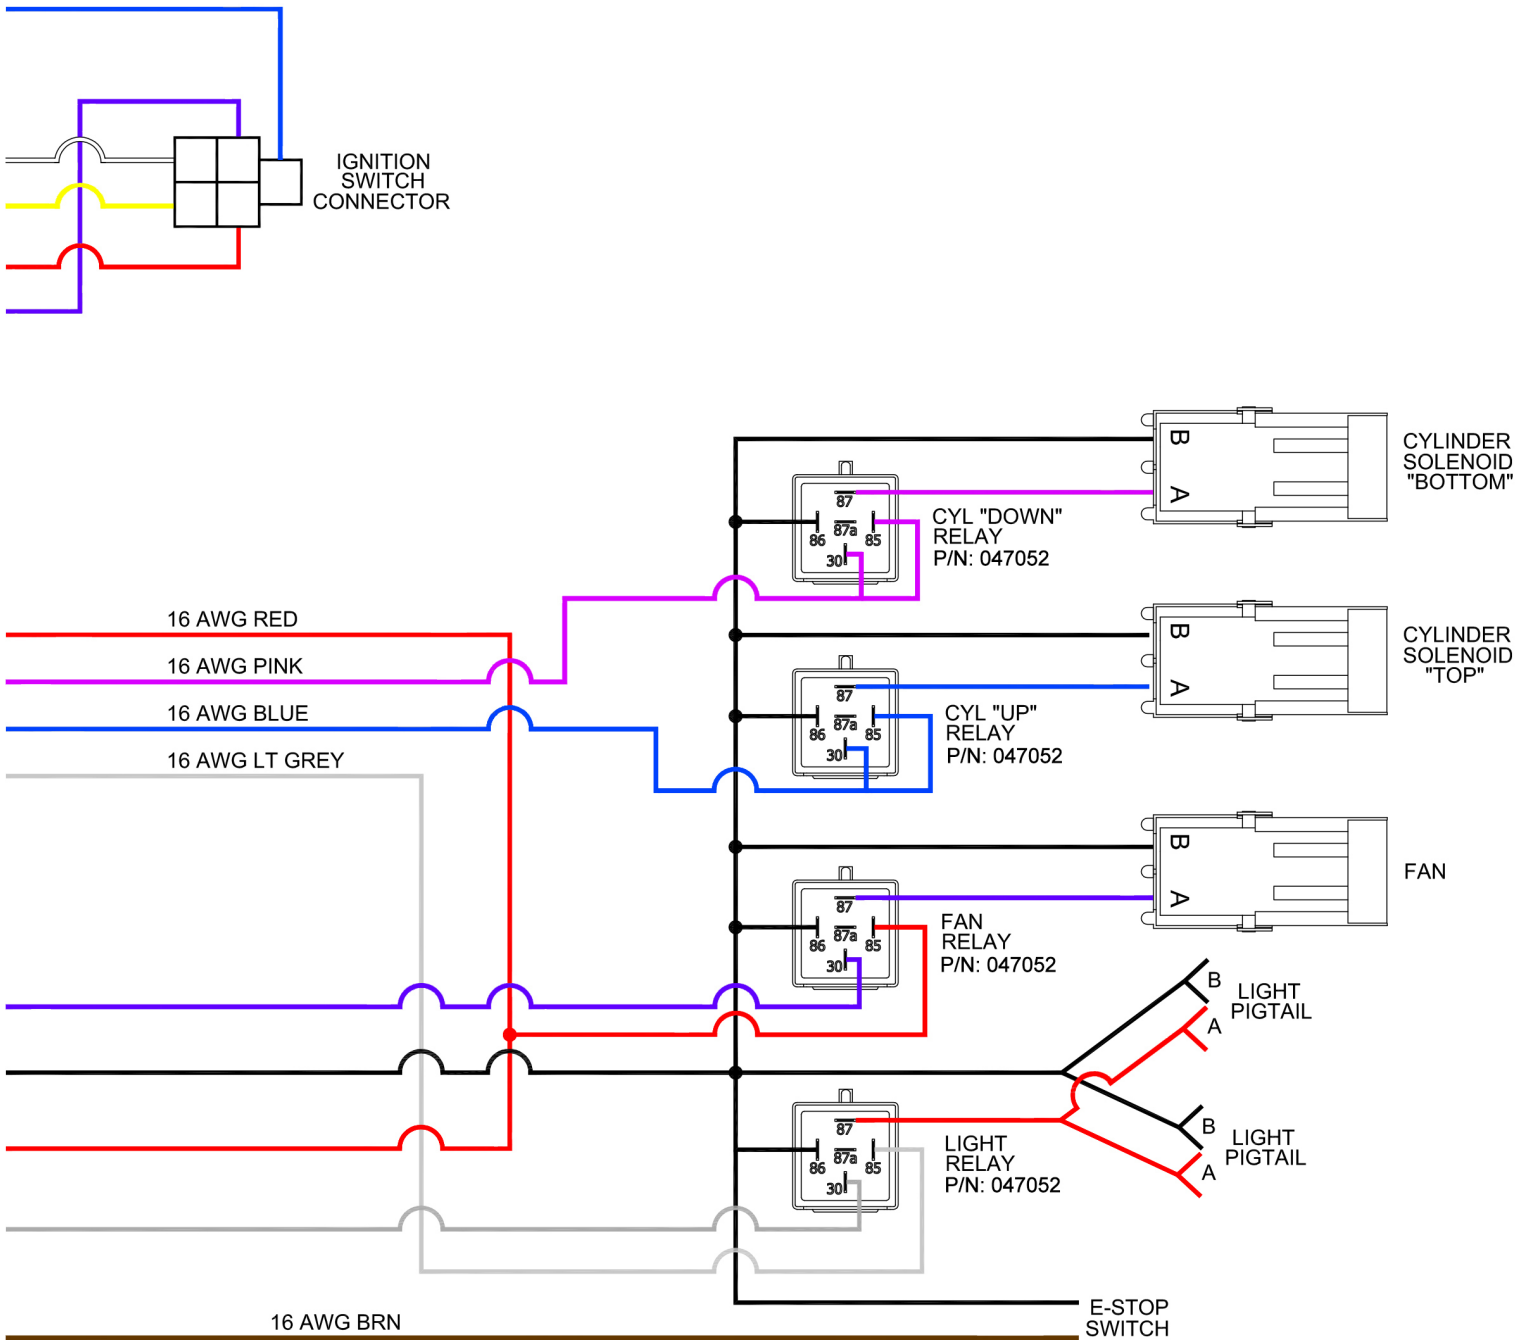 IGNITION
SWITCH
CONNECTOR
B
A
CYLINDER
SOLENOID
"BOTTOM"
87
87a
86
85
30
CYL "DOWN"
RELAY
P/N: 047052
16 AWG RED
16 AWG PINK
16 AWG BLUE
16 AWG LT GREY
B
A
CYLINDER
SOLENOID
"TOP"
87
87a
86
85
30
CYL "UP"
RELAY
P/N: 047052
B
A
FAN
87
87a
86
85
30
FAN
RELAY
P/N: 047052
B
A
LIGHT
PIGTAIL
87
87a
86
85
30
LIGHT
RELAY
P/N: 047052
B
A
LIGHT
PIGTAIL
E-STOP
SWITCH
16 AWG BRN